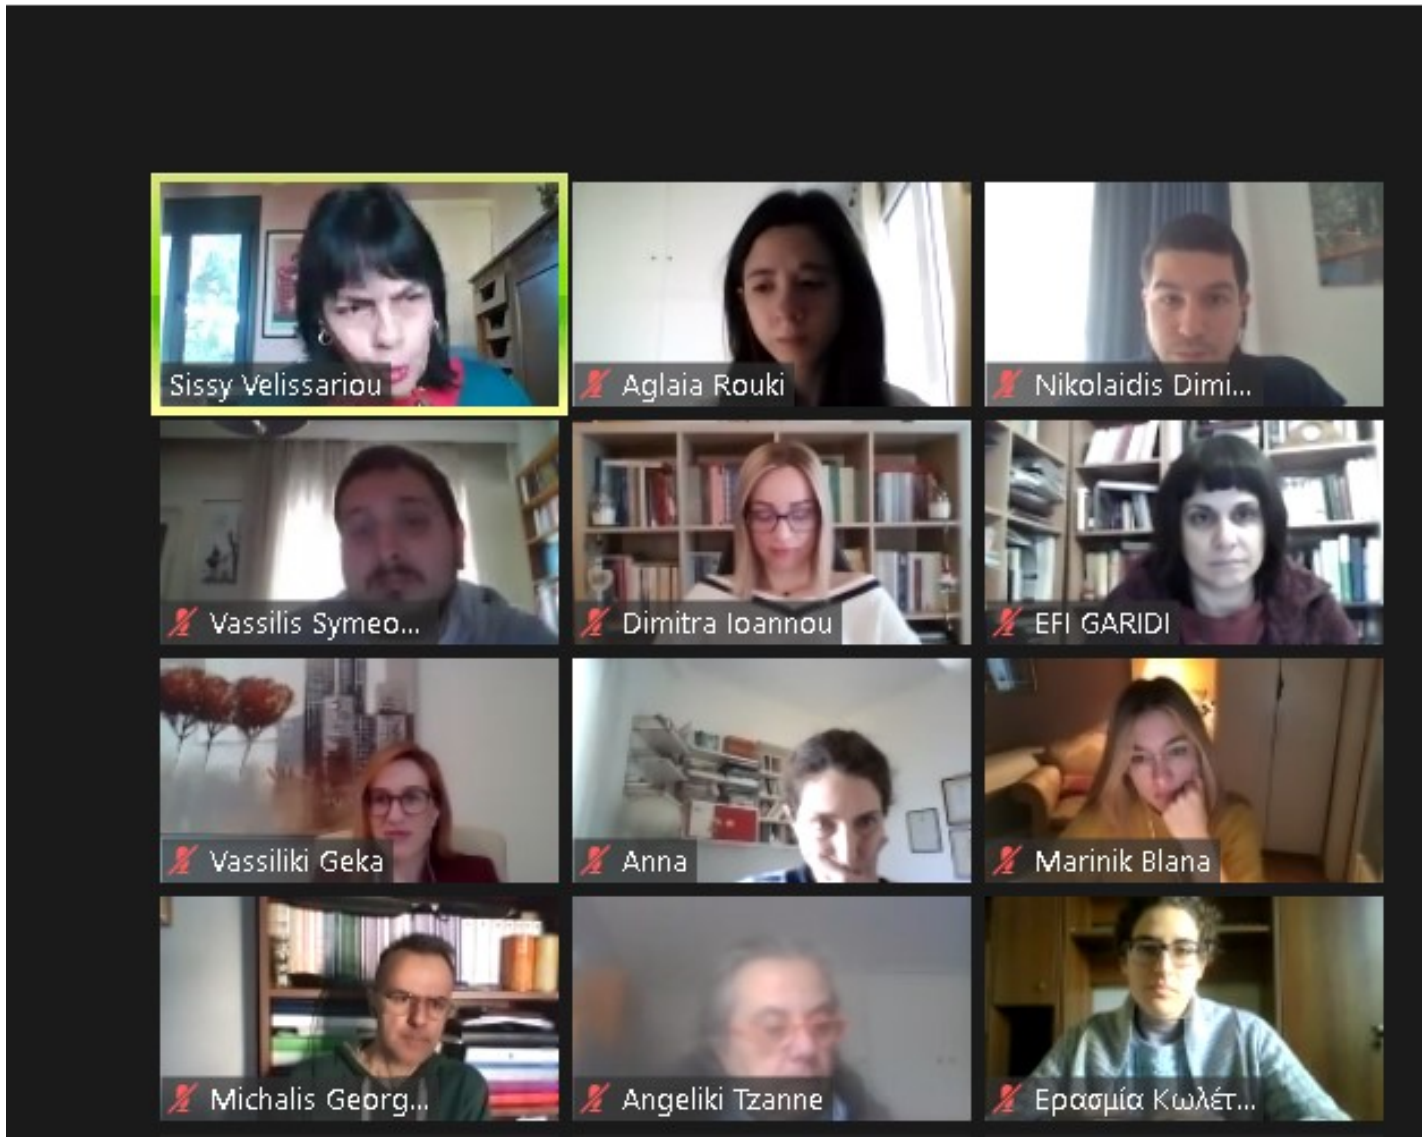 Sissy Velissariou
Aglaia Rouki
Nikolaidis Dimi...
Vassilis Symeo...
Dimitra Ioannou
EFI GARIDI
Vassiliki Geka
Anna
Marinik Blana
Michalis Georg...
Angeliki Tzanne
Ερασμία Κωλέτ...